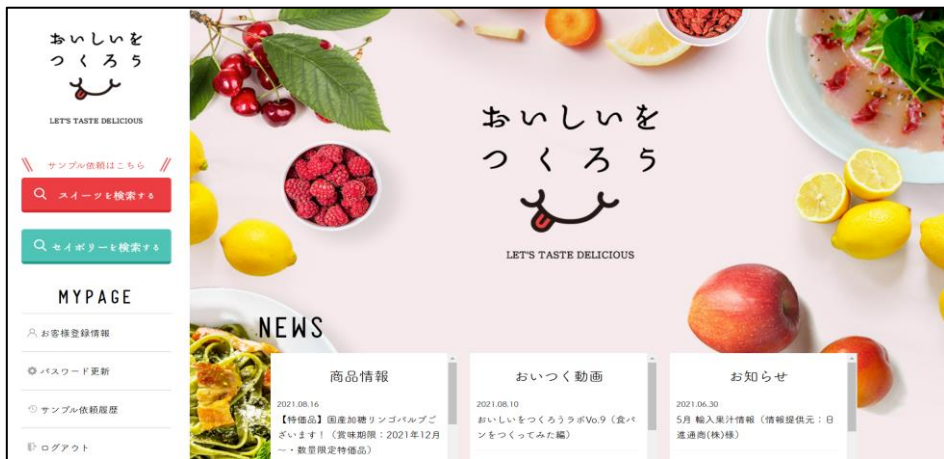 おいしいを
つくろう
LET'S TASTE DELICIOUS
サンプル依頼はこちら
スイーツを検索する
セイボリーを検索する
MYPAGE
お客様登録情報
パスワード更新
サンプル依頼履歴
ログアウト
おいしいを
つくろう
LET'S TASTE DELICIOUS
NEWS
商品情報
2021.08.16
【特価品】国産加糖リンゴパルプご
ざいます！（賞味期限：2021年12月
～・数量限定特価品）
おいつく動画
2021.08.10
おいしいをつくろうラボVo.9（食パ
ンをつくってみた編）
お知らせ
2021.06.30
5月 輸入果汁情報（情報提供元：日
進通商(株)様）